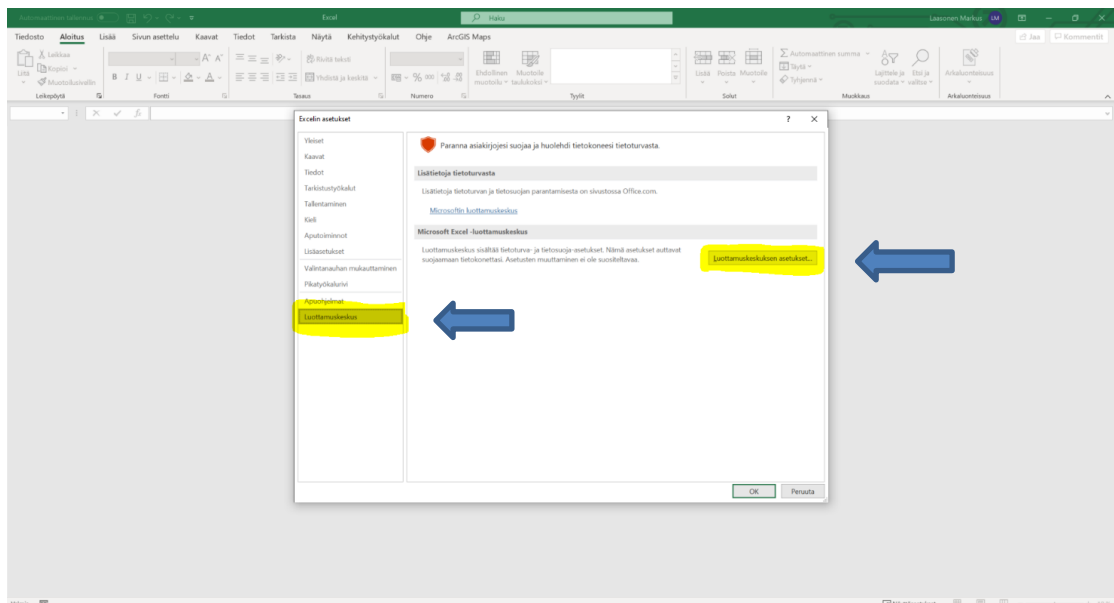 Automaattinen tallennus Excel Haku Laasonen Markus LM
Tiedosto Aloitus Lisää Sivun asettelu Kaavat Tiedot Tarkista Näytä Kehitystyökalut Ohje ArcGIS Maps Jaa Kommentit
Leikkaa
Kopioi
Liitä
Muotoilusivellin
B I U A A
Rivitä teksti
Yhdistä ja keskitä
% 000
Ehdollinen muotoilu
Muotoile taulukoksi
Lisää Poista Muotoile
Automaattinen summa
Täytä
Tyhjennä
Lajittele ja suodata
Etsi ja valitse
Arkaluonteisuus
Leikepöytä Fontti Tasaus Numero Tyylit Solut Muokkaus Arkaluonteisuus
fx
Excelin asetukset ? ×
Yleiset
Kaavat
Tiedot
Tarkistustyökalut
Tallentaminen
Kieli
Aputoiminnot
Lisäasetukset
Valintanauhan mukauttaminen
Pikatyökalurivi
Apuohjelmat
Luottamuskeskus
Paranna asiakirjojesi suojaa ja huolehdi tietokoneesi tietoturvasta.
Lisätietoja tietoturvasta
Lisätietoja tietoturvan ja tietosuojan parantamisesta on sivustossa Office.com.
Microsoftin luottamuskeskus
Microsoft Excel -luottamuskeskus
Luottamuskeskus sisältää tietoturva- ja tietosuoja-asetukset. Nämä asetukset auttavat
suojaamaan tietokonettasi. Asetusten muuttaminen ei ole suositeltavaa.
Luottamuskeskuksen asetukset...
OK Peruuta